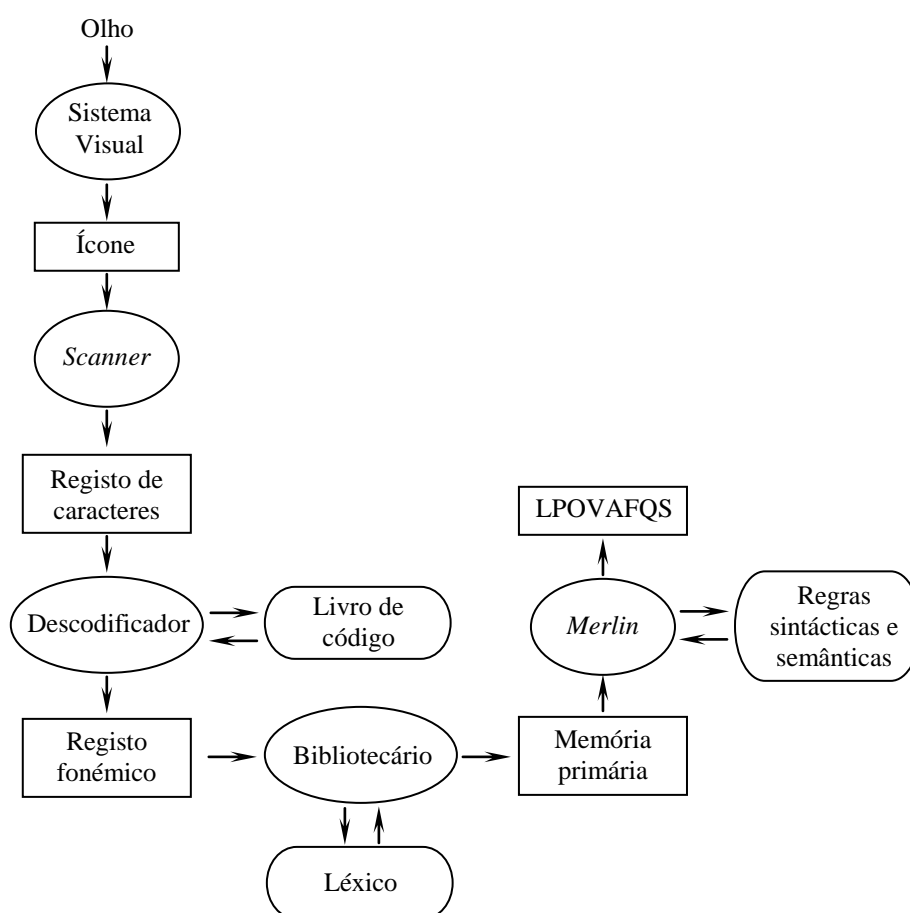 Olho
Sistema
Visual
Ícone
Scanner
Registo de
caracteres
Descodificador
Livro de
código
Registo
fonémico
Bibliotecário
Léxico
Memória
primária
Merlin
Regras
sintácticas e
semânticas
LPOVAFQS